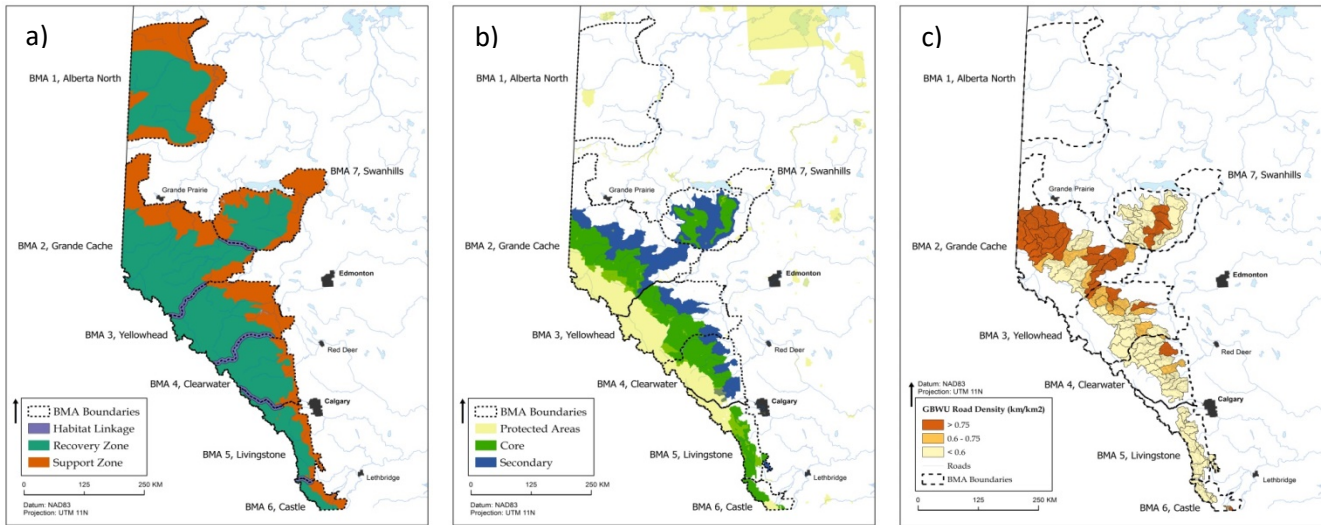 a)
BMA 1, Alberta North
BMA 7, Swanhills
Grande Prairie
BMA 2, Grande Cache
Edmonton
BMA 3, Yellowhead
Red Deer
BMA 4, Clearwater
Calgary
BMA Boundaries
Habitat Linkage
Recovery Zone
Support Zone
BMA 5, Livingstone
Lethbridge
0 125 250 KM
Datum: NAD83
Projection: UTM 11N
BMA 6, Castle
b)
BMA 1, Alberta North
BMA 7, Swanhills
Grande Prairie
BMA 2, Grande Cache
Edmonton
BMA 3, Yellowhead
Red Deer
BMA 4, Clearwater
Calgary
BMA Boundaries
Protected Areas
Core
Secondary
BMA 5, Livingstone
Lethbridge
0 125 250 KM
Datum: NAD83
Projection: UTM 11N
BMA 6, Castle
c)
BMA 1, Alberta North
BMA 7, Swanhills
Grande Prairie
BMA 2, Grande Cache
Edmonton
BMA 3, Yellowhead
Red Deer
BMA 4, Clearwater
Datum: NAD83
Projection: UTM 11N
Calgary
GBWU Road Density (km/km2)
> 0.75
0.6 - 0.75
< 0.6
Roads
BMA Boundaries
BMA 5, Livingstone
Lethbridge
0 125 250 KM
BMA 6, Castle